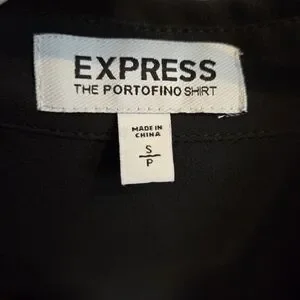 EXPRESS
THE PORTOFINO SHIRT
MADE IN
CHINA
S
P